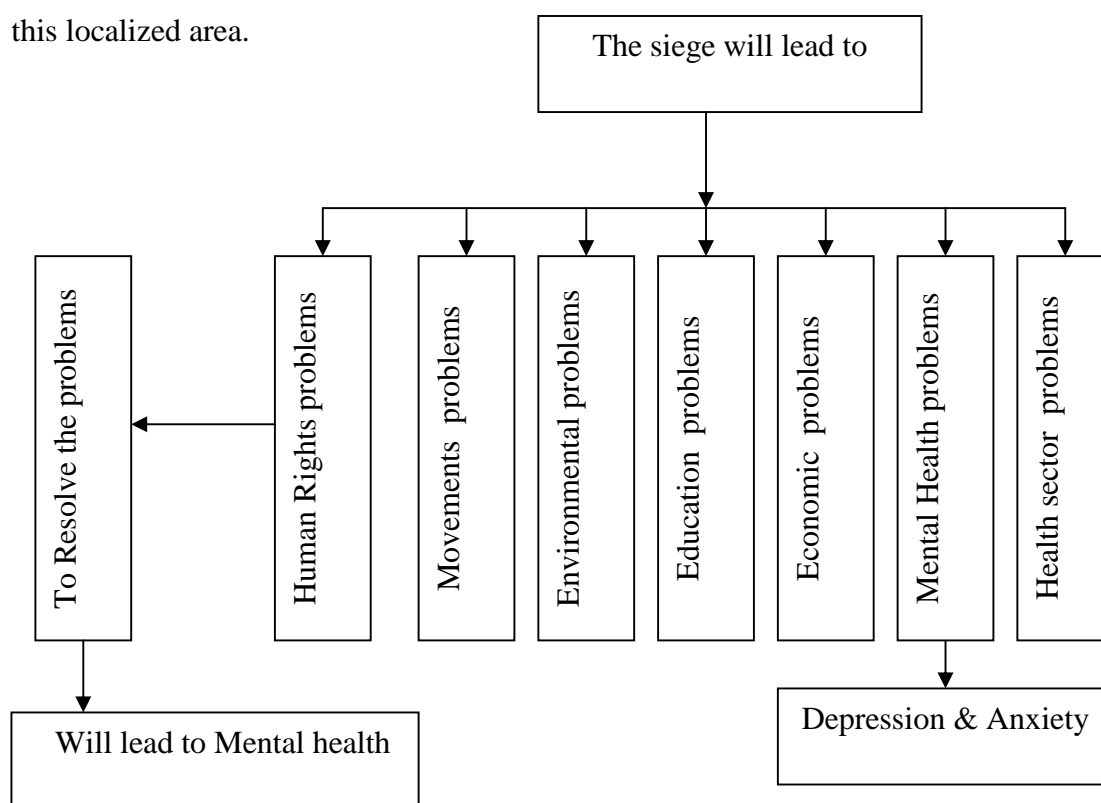 this localized area.
The siege will lead to
To Resolve the problems
Human Rights problems
Movements problems
Environmental problems
Education problems
Economic problems
Mental Health problems
Health sector problems
Will lead to Mental health
Depression & Anxiety